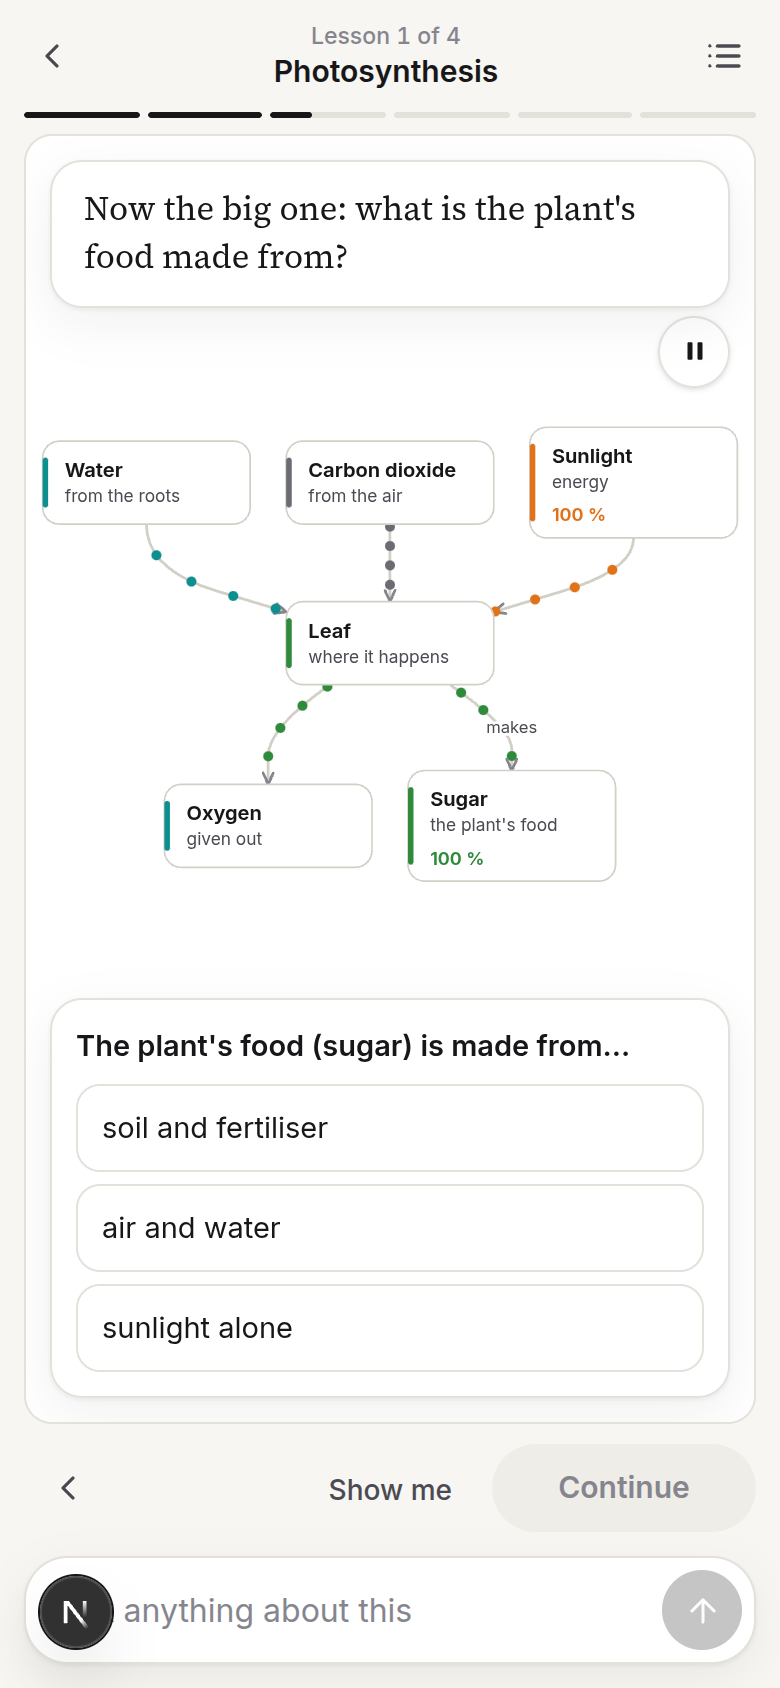 Lesson 1 of 4
Photosynthesis
Now the big one: what is the plant's
food made from?
Water
from the roots
Carbon dioxide
from the air
Sunlight
energy
100 %
Leaf
where it happens
makes
Oxygen
given out
Sugar
the plant's food
100 %
The plant's food (sugar) is made from...
soil and fertiliser
air and water
sunlight alone
Show me
Continue
N
anything about this